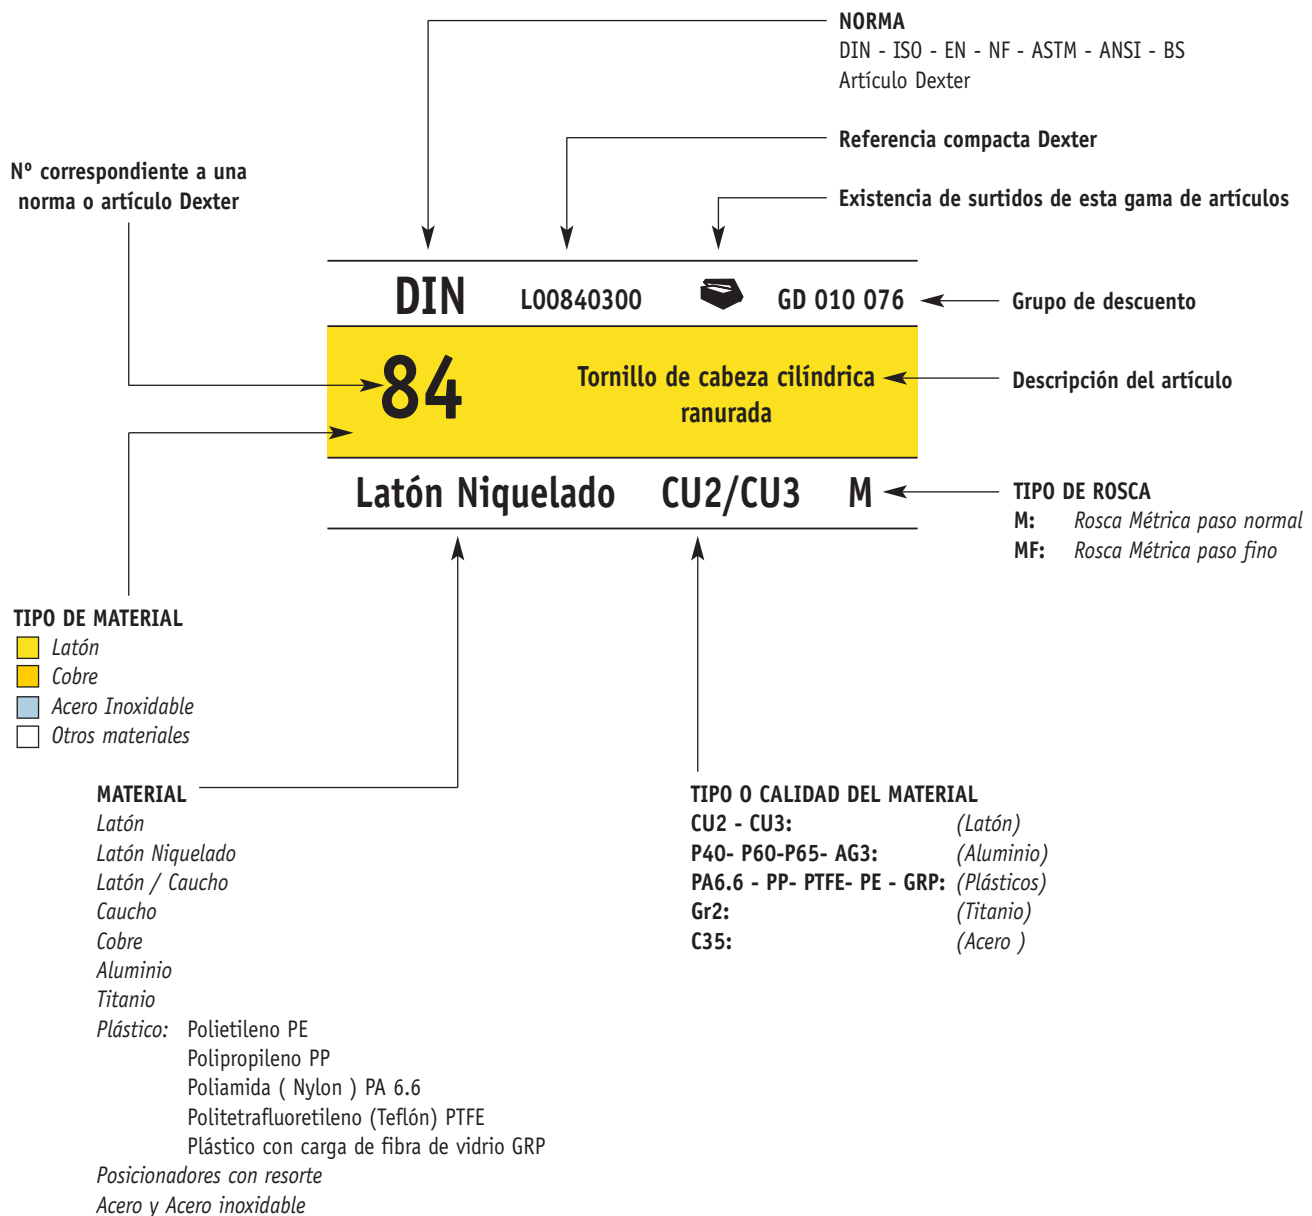 NORMA
DIN - ISO - EN - NF - ASTM - ANSI - BS
Artículo Dexter
Referencia compacta Dexter
Nº correspondiente a una
norma o artículo Dexter
Existencia de surtidos de esta gama de artículos
DIN L00840300 GD 010 076
Grupo de descuento
84
Tornillo de cabeza cilíndrica
ranurada
Descripción del artículo
Latón Niquelado CU2/CU3 M
TIPO DE ROSCA
M: Rosca Métrica paso normal
MF: Rosca Métrica paso fino
TIPO DE MATERIAL
Latón
Cobre
Acero Inoxidable
Otros materiales
MATERIAL
Latón
Latón Niquelado
Latón / Caucho
Caucho
Cobre
Aluminio
Titanio
Plástico: Polietileno PE
Polipropileno PP
Poliamida ( Nylon ) PA 6.6
Politetrafluoretileno (Teflón) PTFE
Plástico con carga de fibra de vidrio GRP
Posicionadores con resorte
Acero y Acero inoxidable
TIPO O CALIDAD DEL MATERIAL
CU2 - CU3: (Latón)
P40- P60-P65- AG3: (Aluminio)
PA6.6 - PP- PTFE- PE - GRP: (Plásticos)
Gr2: (Titanio)
C35: (Acero )